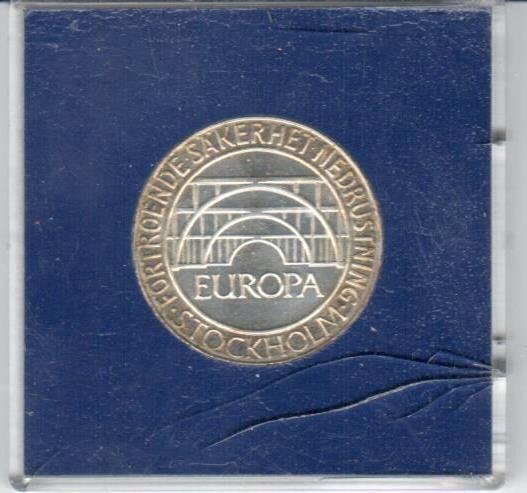 ·FÖRTROENDE·SÄKERHET·NEDRUSTNING·
EUROPA
STOCKHOLM